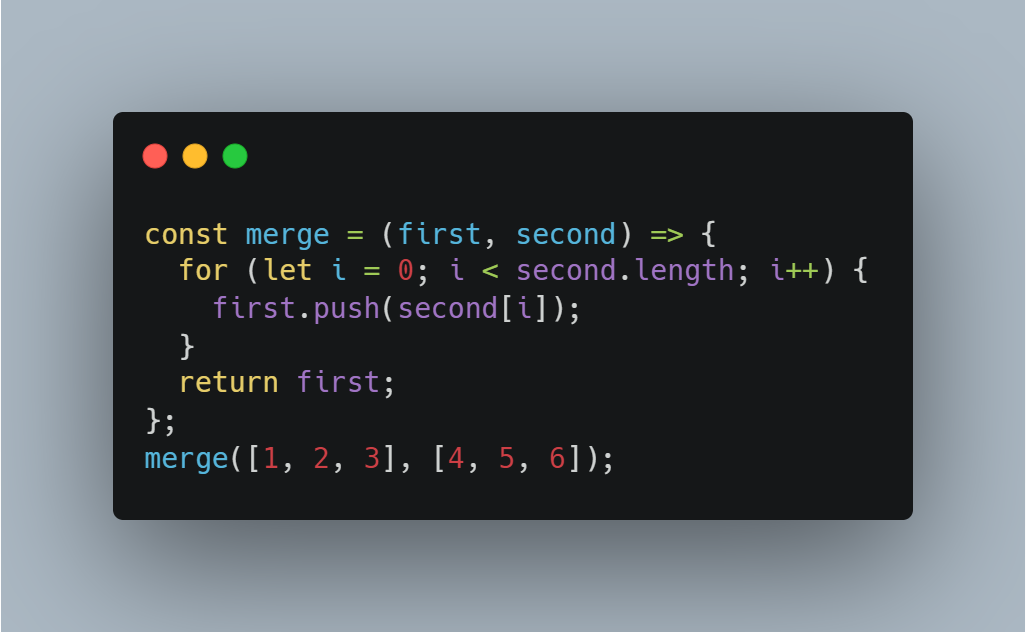 const merge = (first, second) => {
  for (let i = 0; i < second.length; i++) {
    first.push(second[i]);
  }
  return first;
};
merge([1, 2, 3], [4, 5, 6]);